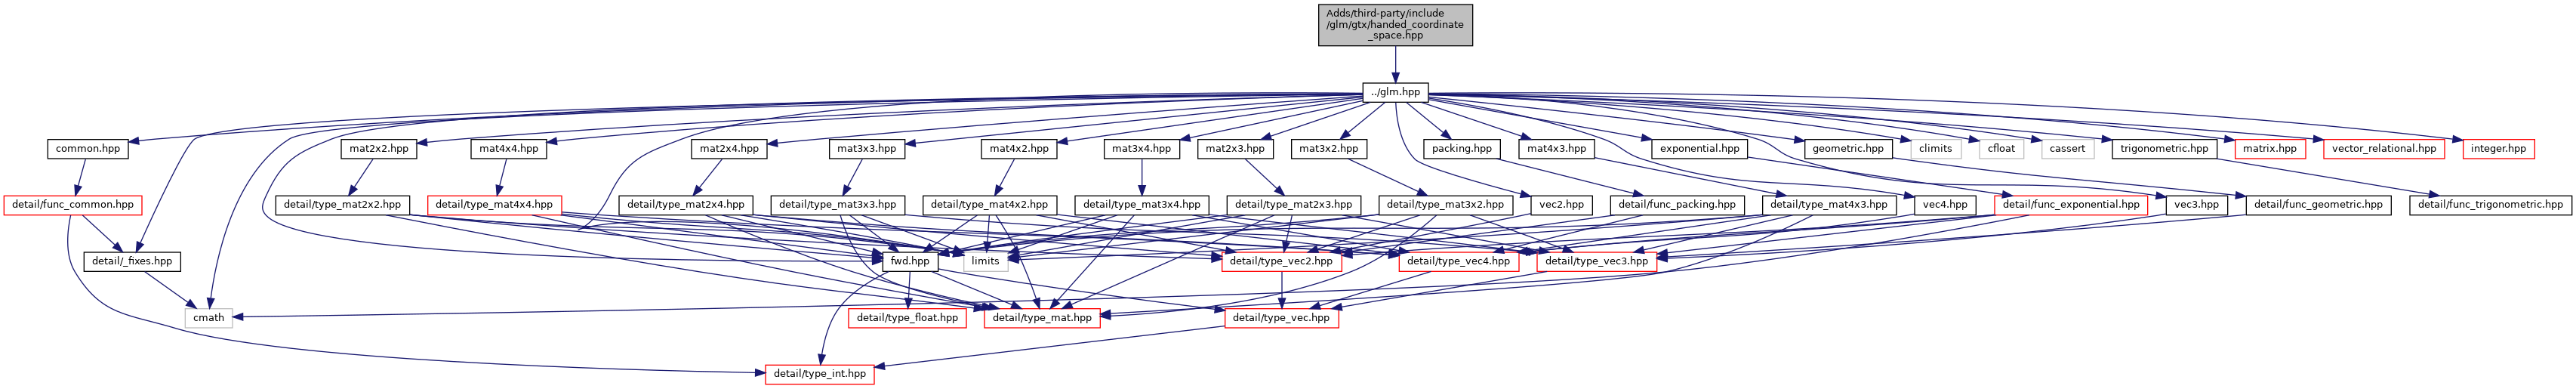 Adds/third-party/include
/glm/gtx/handed_coordinate
_space.hpp
../glm.hpp
common.hpp
mat2x2.hpp
mat4x4.hpp
mat2x4.hpp
mat3x3.hpp
mat4x2.hpp
mat3x4.hpp
mat2x3.hpp
mat3x2.hpp
packing.hpp
mat4x3.hpp
exponential.hpp
geometric.hpp
climits
cfloat
cassert
trigonometric.hpp
matrix.hpp
vector_relational.hpp
integer.hpp
detail/func_common.hpp
detail/type_mat2x2.hpp
detail/type_mat4x4.hpp
detail/type_mat2x4.hpp
detail/type_mat3x3.hpp
detail/type_mat4x2.hpp
detail/type_mat3x4.hpp
detail/type_mat2x3.hpp
detail/type_mat3x2.hpp
vec2.hpp
detail/func_packing.hpp
detail/type_mat4x3.hpp
vec4.hpp
detail/func_exponential.hpp
vec3.hpp
detail/func_geometric.hpp
detail/func_trigonometric.hpp
detail/_fixes.hpp
fwd.hpp
limits
detail/type_vec2.hpp
detail/type_vec4.hpp
detail/type_vec3.hpp
cmath
detail/type_float.hpp
detail/type_mat.hpp
detail/type_vec.hpp
detail/type_int.hpp